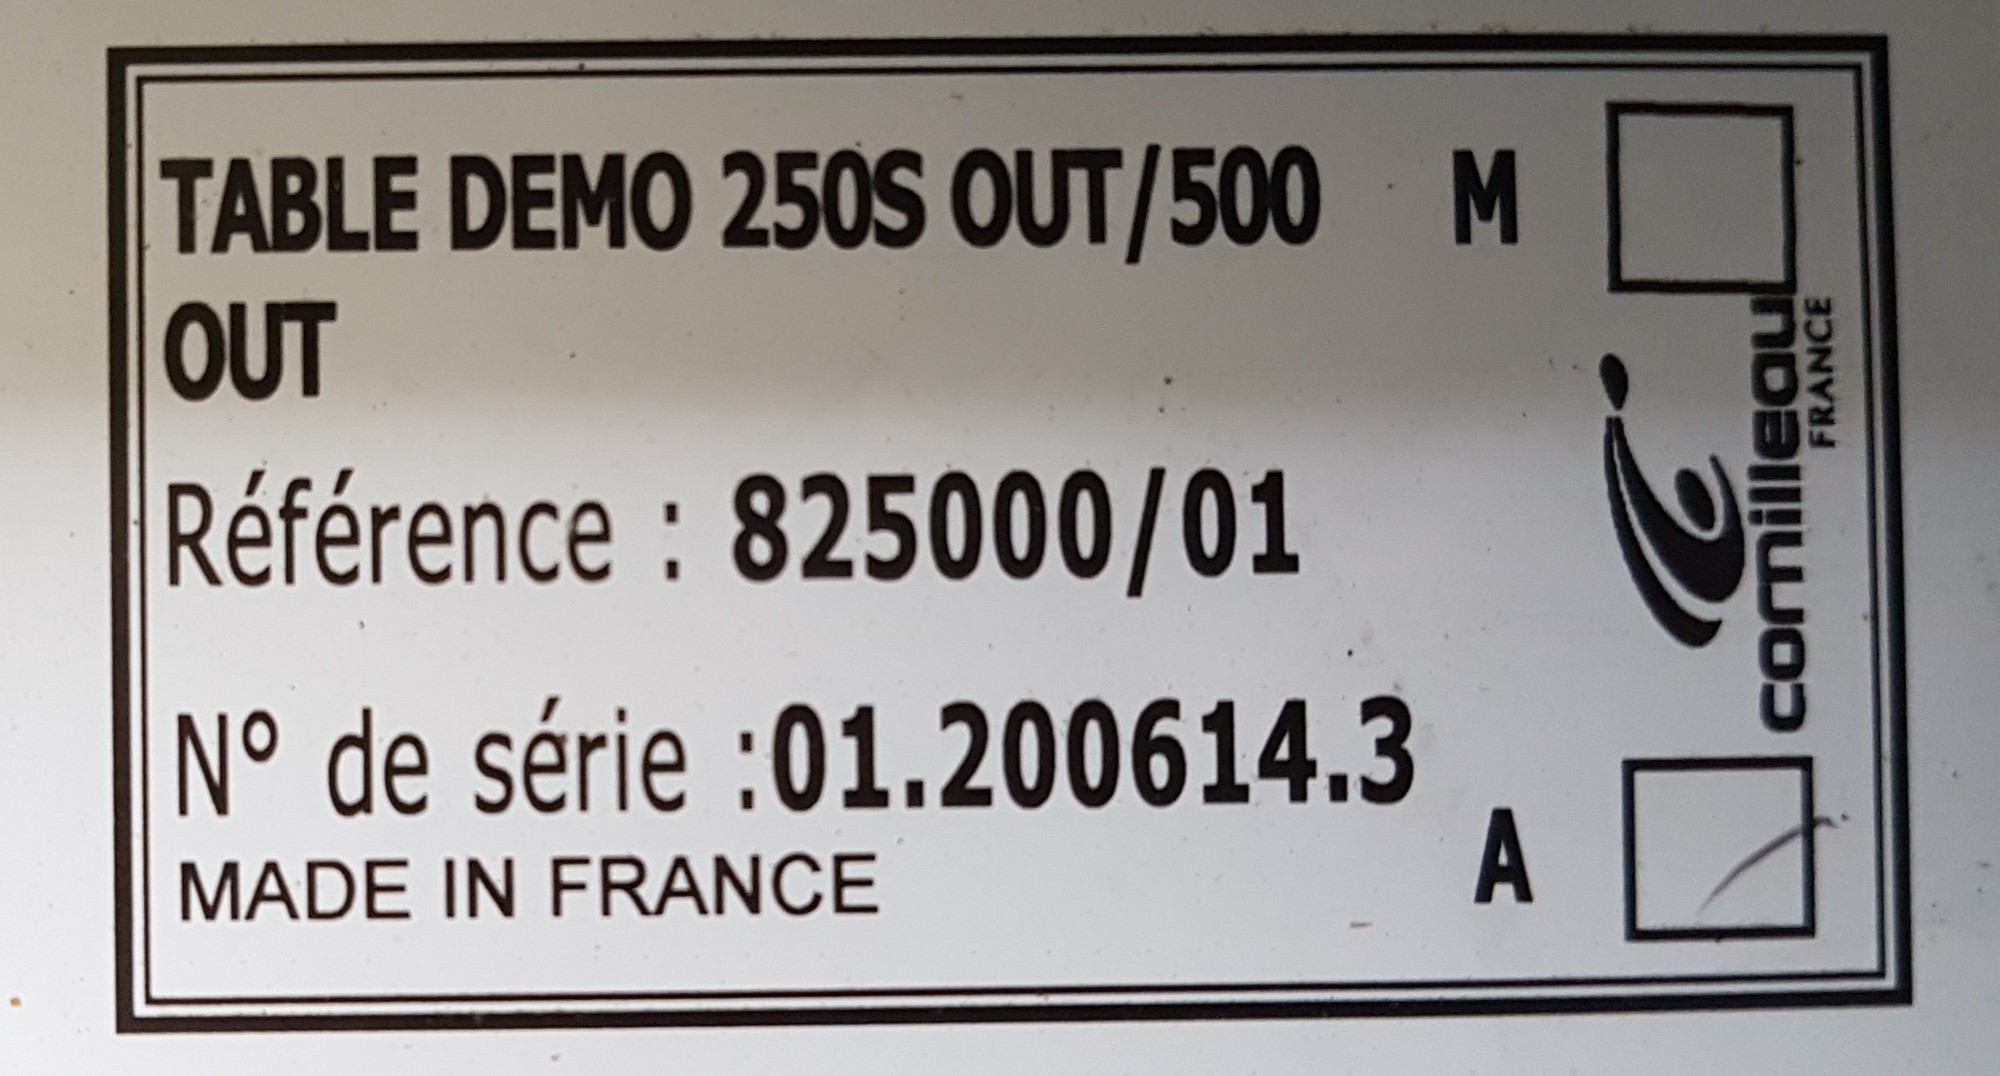 TABLE DEMO 250S OUT/500 M
OUT
Référence : 825000/01
N° de série :01.200614.3
MADE IN FRANCE
A
cornilleau
FRANCE